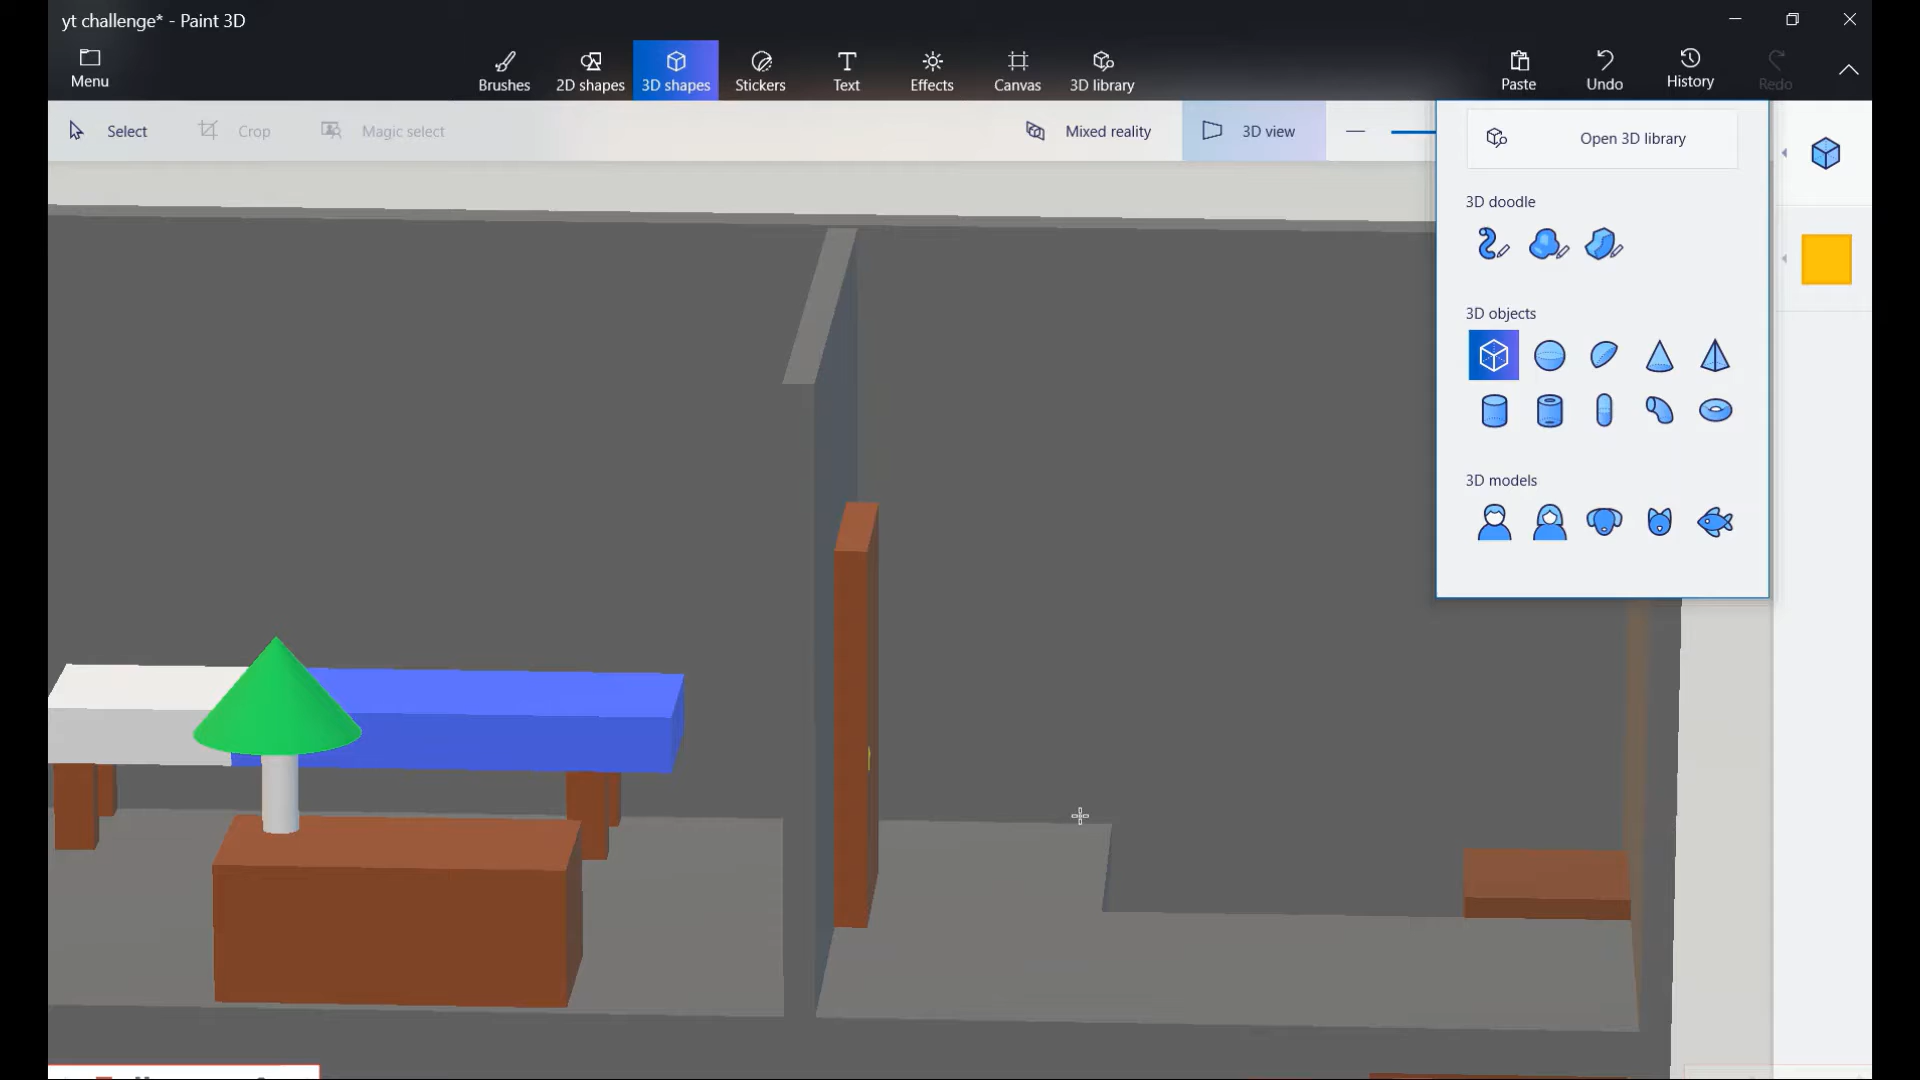 yt challenge* - Paint 3D
Menu
Brushes
2D shapes
3D shapes
Stickers
Text
Effects
Canvas
3D library
Paste
Undo
History
Redo
Select
Crop
Magic select
Mixed reality
3D view
Open 3D library
3D doodle
3D objects
3D models